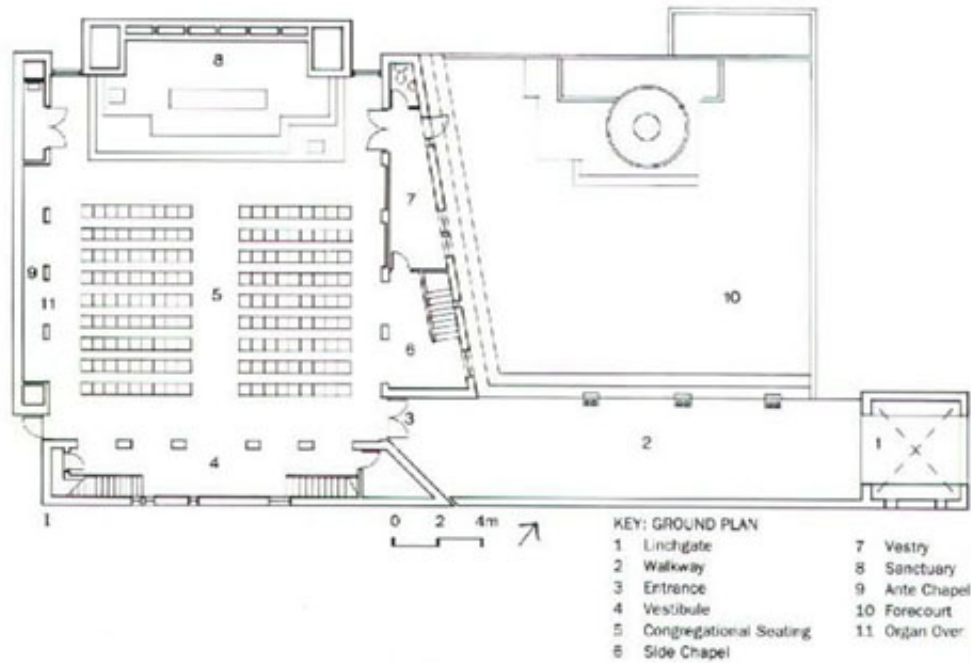 8
7
9
11
5
10
6
3
2
1
4
1
0 2 4m
KEY: GROUND PLAN
1 Linchgate
2 Walkway
3 Entrance
4 Vestibule
5 Congregational Seating
6 Side Chapel
7 Vestry
8 Sanctuary
9 Ante Chapel
10 Forecourt
11 Organ Over